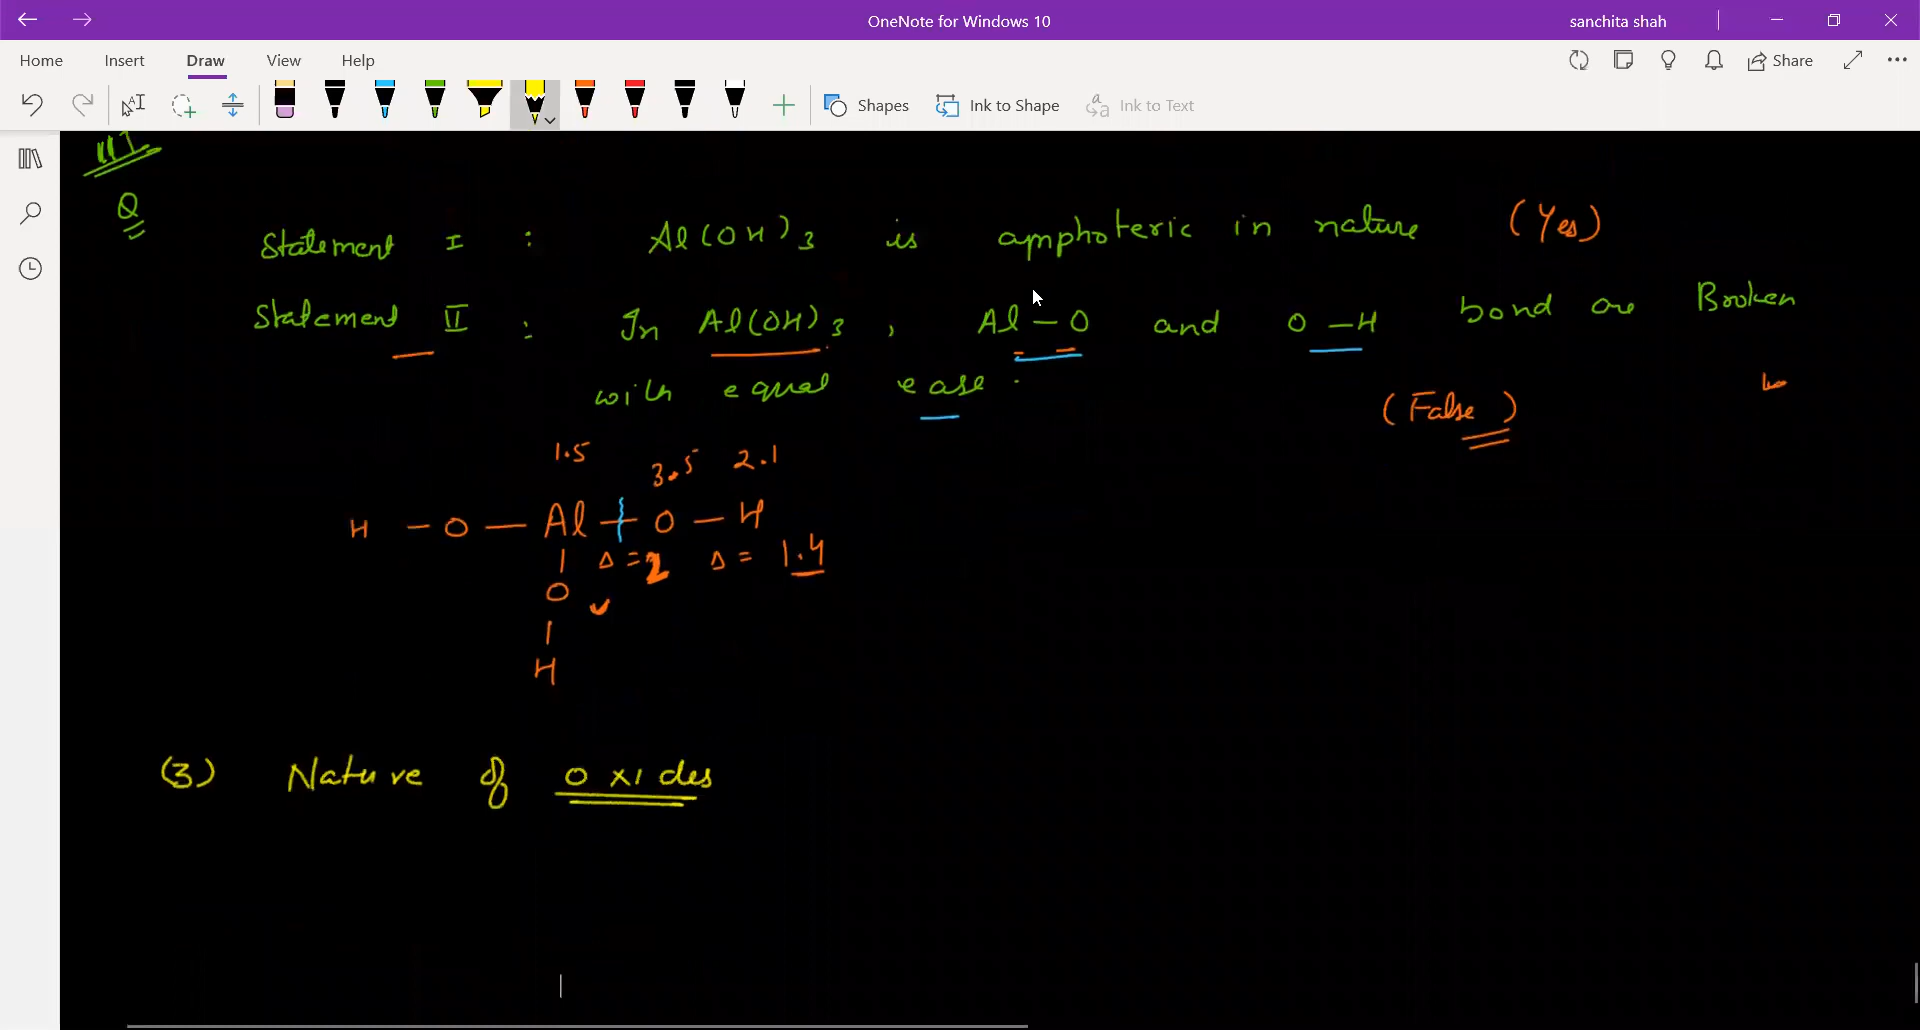 OneNote for Windows 10
sanchita shah
Home Insert Draw View Help
Share
Shapes Ink to Shape Ink to Text
Q
Statement I : Al(OH)3 is amphoteric in nature (Yes)
Statement II : In Al(OH)3 , Al - O and O - H bond are Broken
with equal ease .
(False)
1.5 3.5 2.1
H - O - Al - O - H
Δ = 2 Δ = 1.4
O
H
(3) Nature of oxides